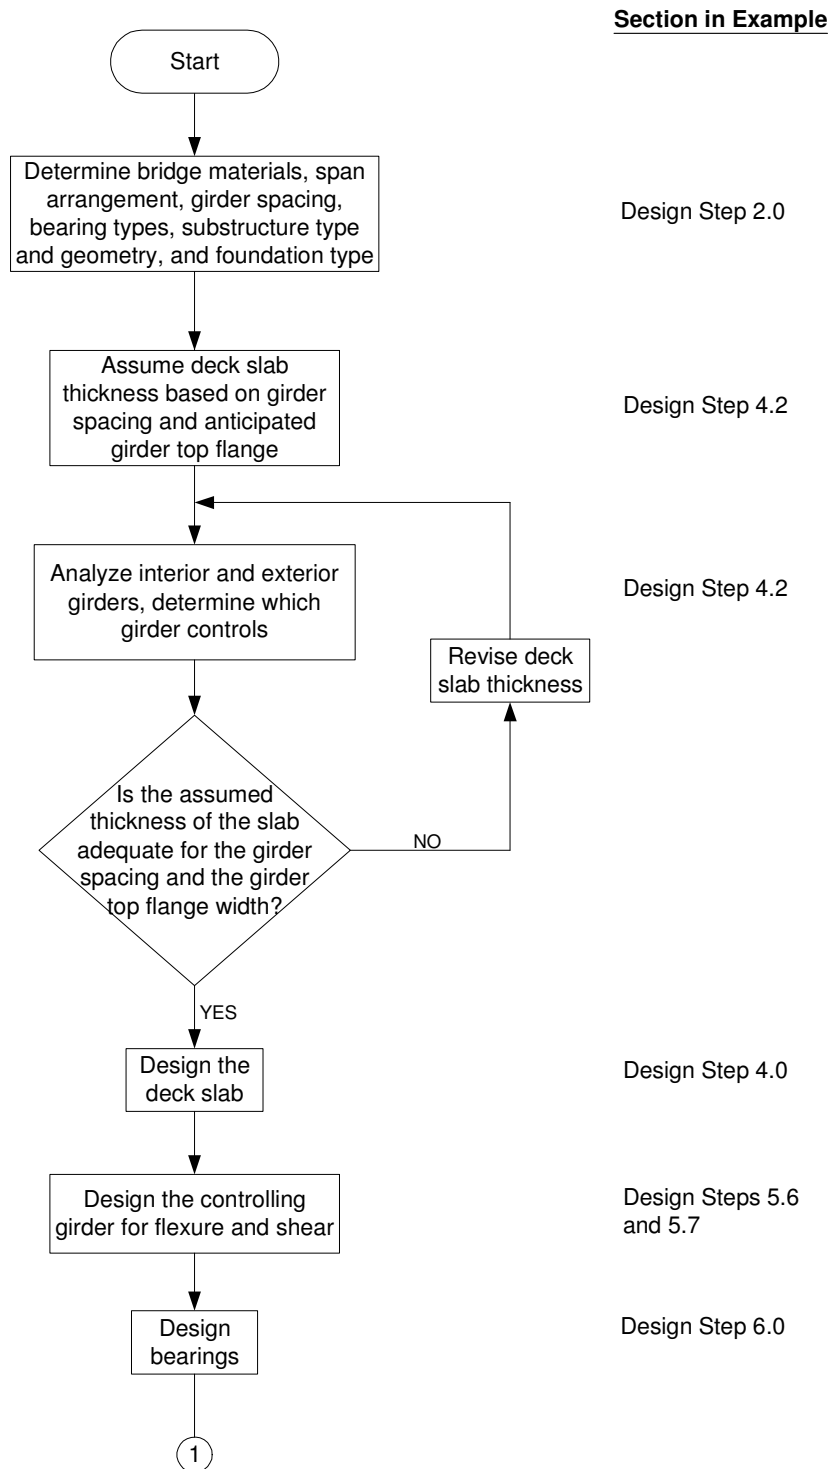 Section in Example
Start
Determine bridge materials, span
arrangement, girder spacing,
bearing types, substructure type
and geometry, and foundation type
Design Step 2.0
Assume deck slab
thickness based on girder
spacing and anticipated
girder top flange
Design Step 4.2
Analyze interior and exterior
girders, determine which
girder controls
Design Step 4.2
Revise deck
slab thickness
Is the assumed
thickness of the slab
adequate for the girder
spacing and the girder
top flange width?
NO
YES
Design the
deck slab
Design Step 4.0
Design the controlling
girder for flexure and shear
Design Steps 5.6
and 5.7
Design
bearings
Design Step 6.0
1